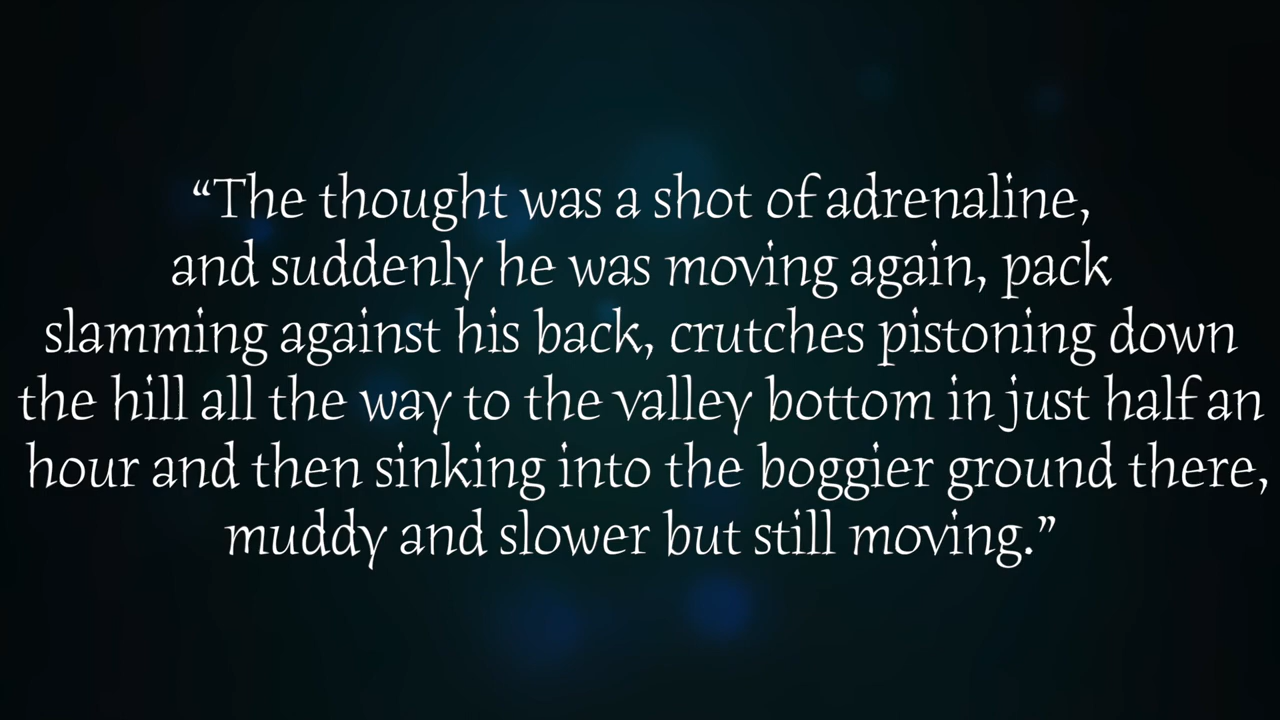 “The thought was a shot of adrenaline,
and suddenly he was moving again, pack
slamming against his back, crutches pistoning down
the hill all the way to the valley bottom in just half an
hour and then sinking into the boggier ground there,
muddy and slower but still moving.”